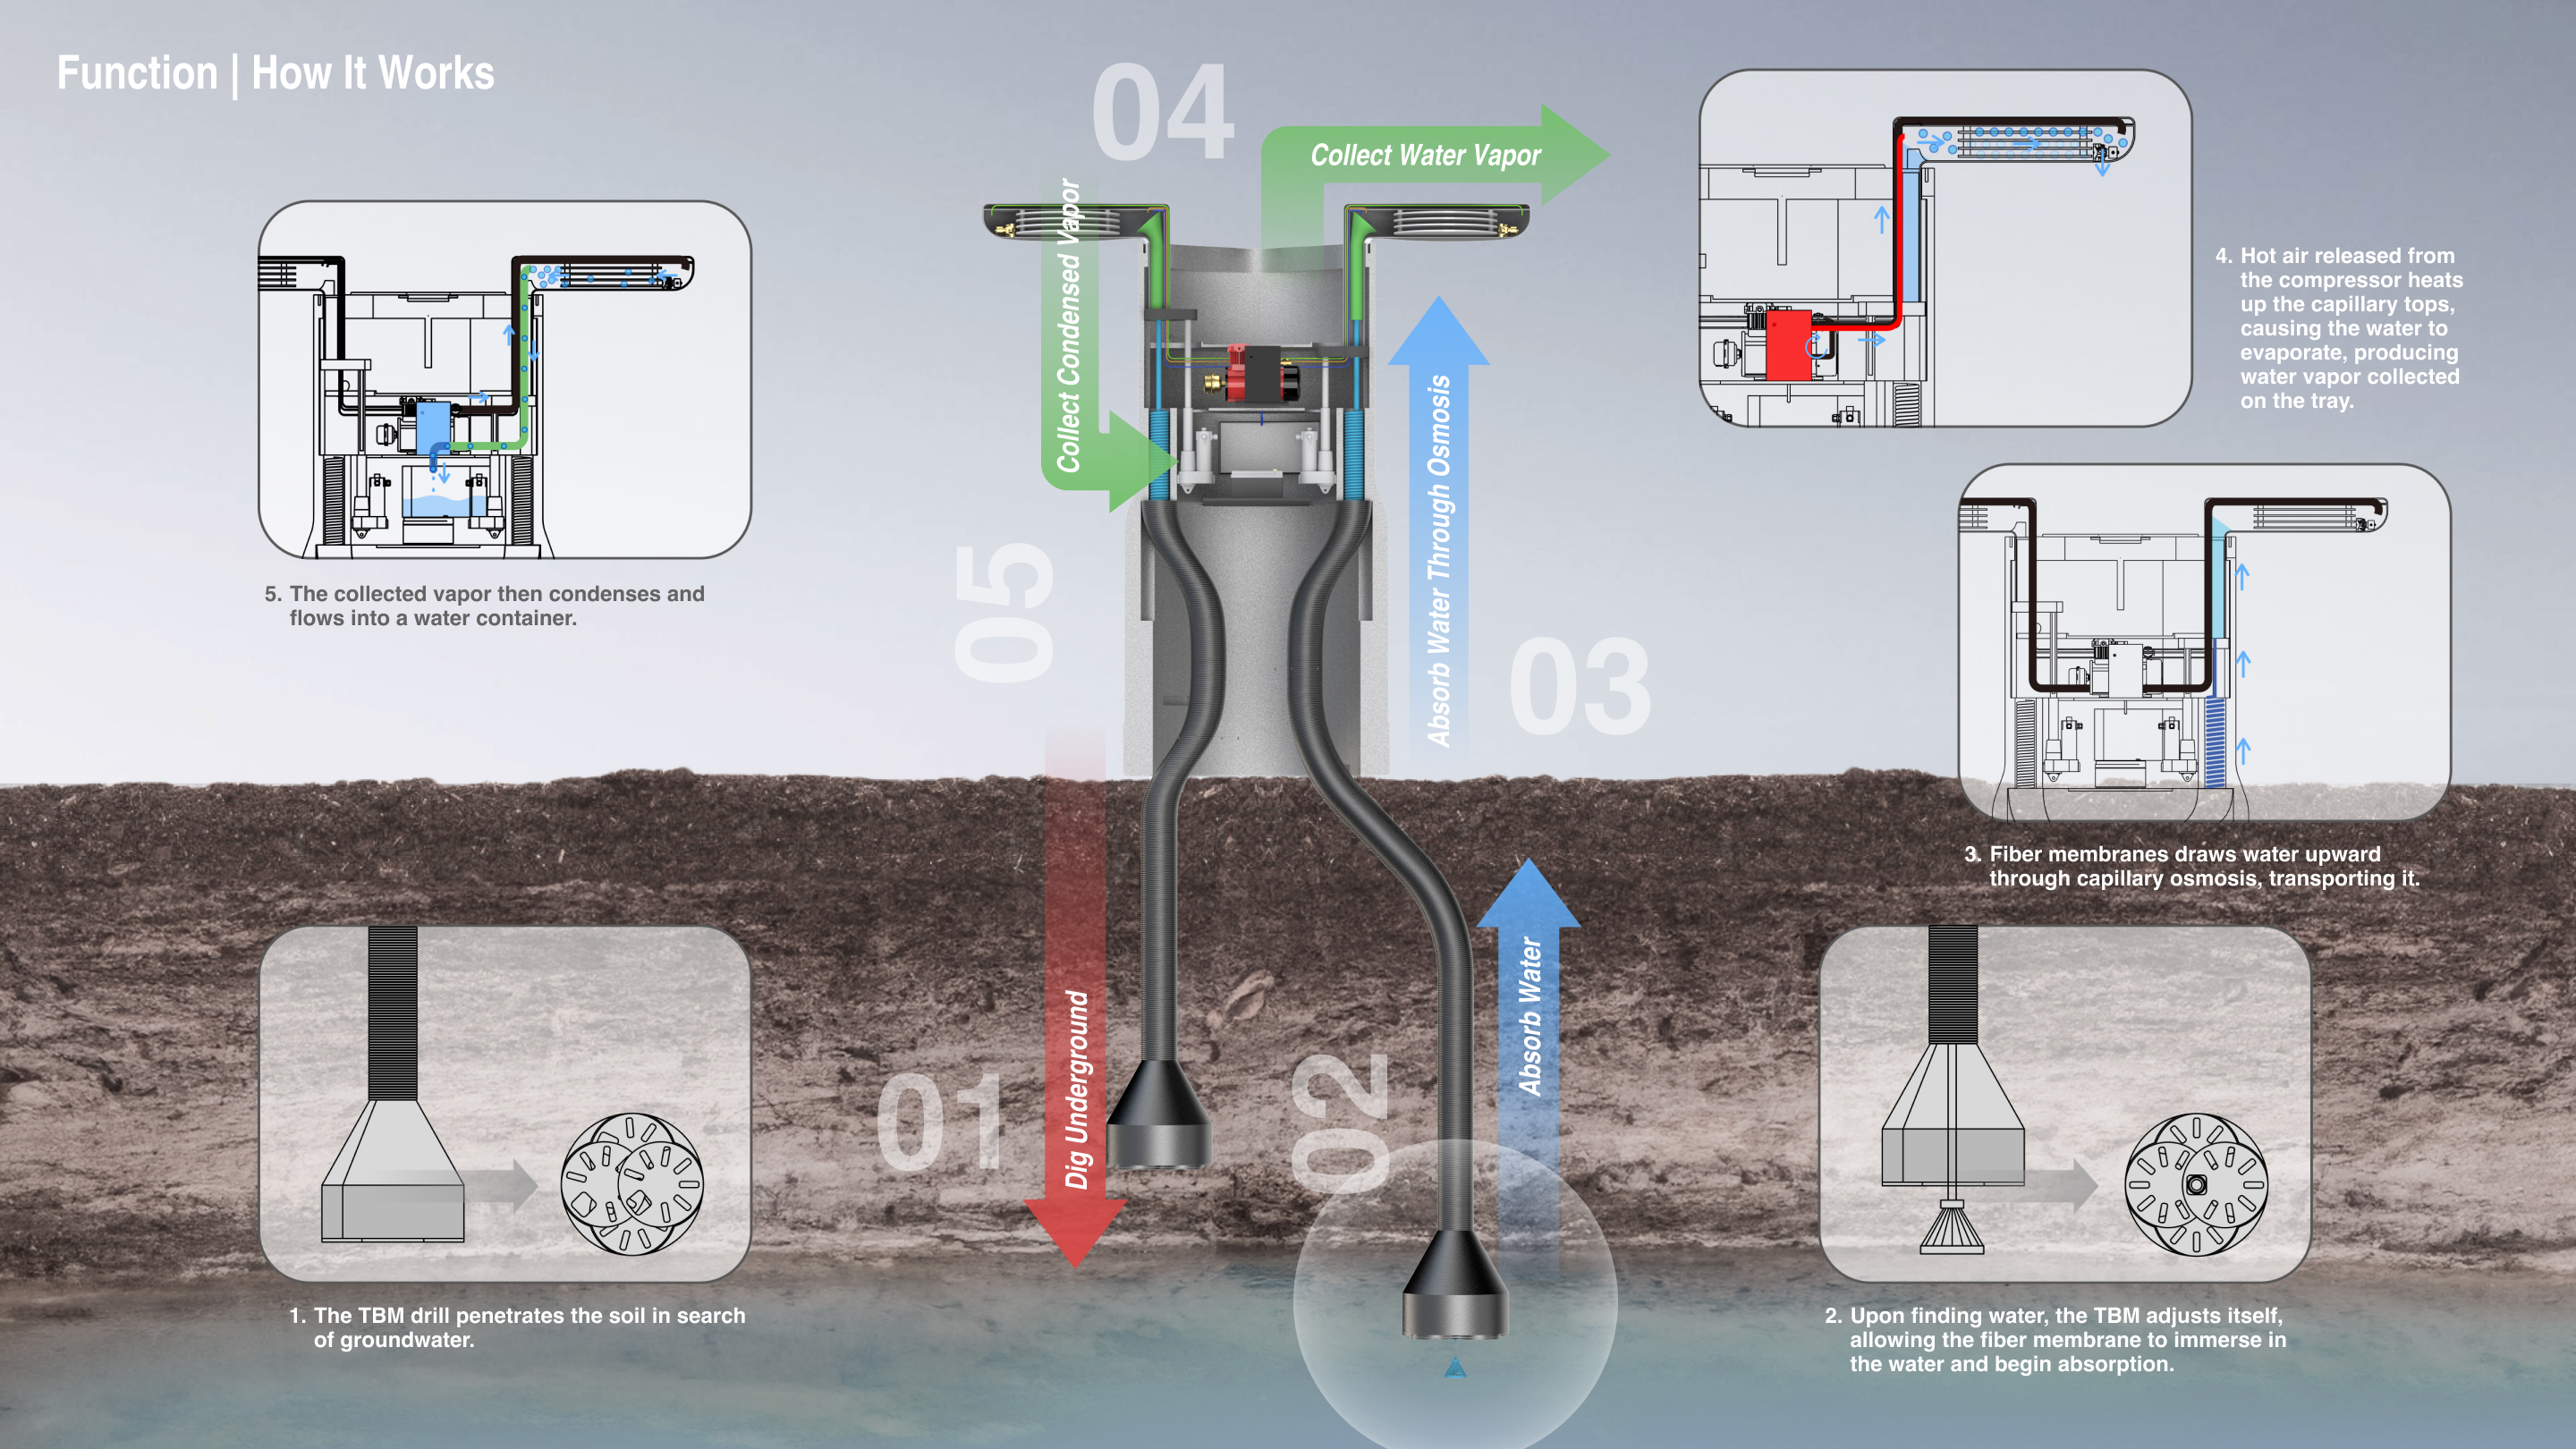 Function | How It Works
04
Collect Water Vapor
Collect Condensed Vapor
4. Hot air released from
the compressor heats
up the capillary tops,
causing the water to
evaporate, producing
water vapor collected
on the tray.
5. The collected vapor then condenses and
flows into a water container.
05
Absorb Water Through Osmosis
03
3. Fiber membranes draws water upward
through capillary osmosis, transporting it.
01
Dig Underground
02
Absorb Water
1. The TBM drill penetrates the soil in search
of groundwater.
2. Upon finding water, the TBM adjusts itself,
allowing the fiber membrane to immerse in
the water and begin absorption.